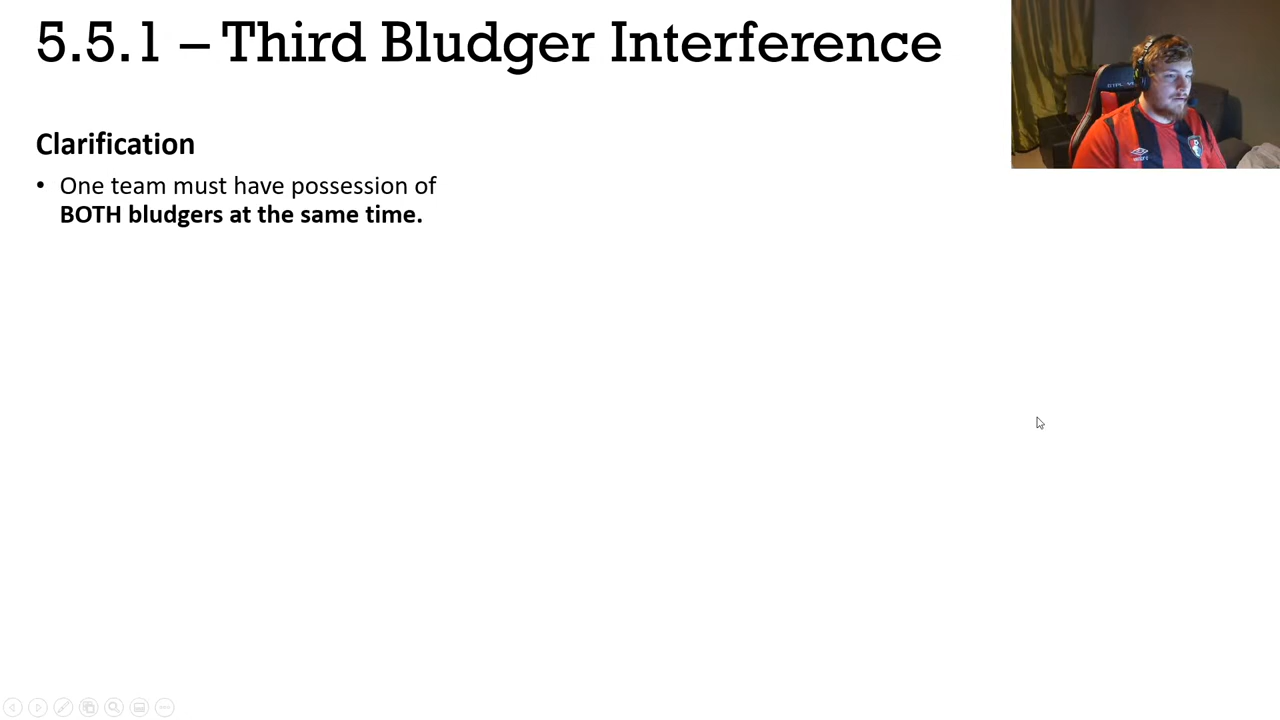 5.5.1 – Third Bludger Interference
Clarification
• One team must have possession of
BOTH bludgers at the same time.